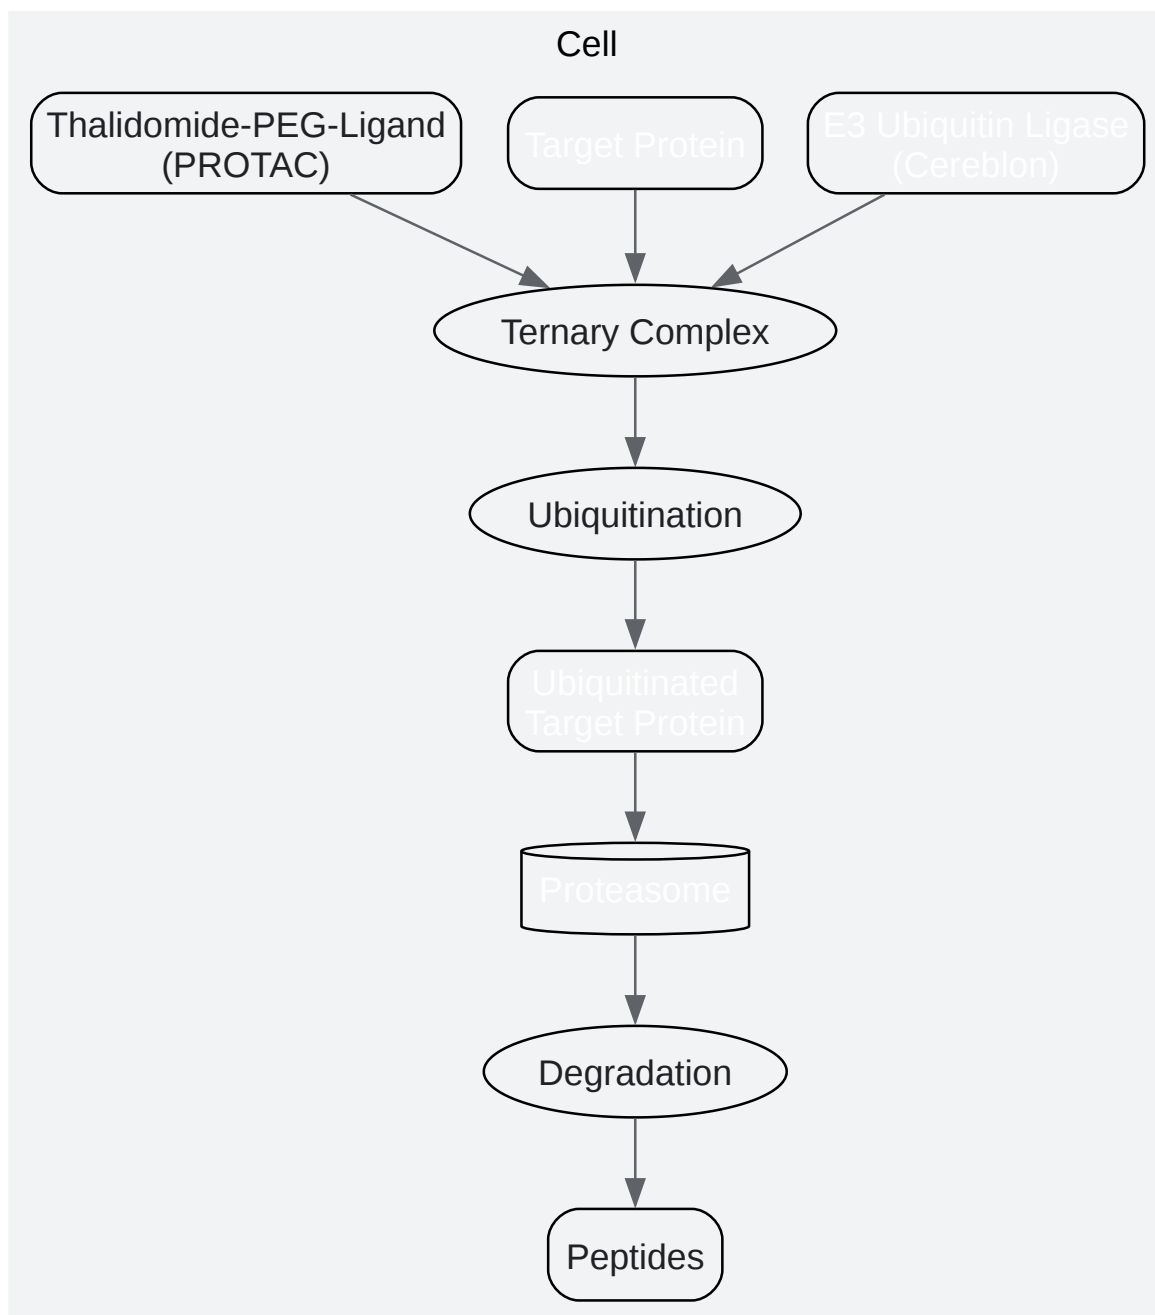 Cell
Thalidomide-PEG-Ligand
(PROTAC)
Target Protein
E3 Ubiquitin Ligase
(Cereblon)
Ternary Complex
Ubiquitination
Ubiquitinated
Target Protein
Proteasome
Degradation
Peptides